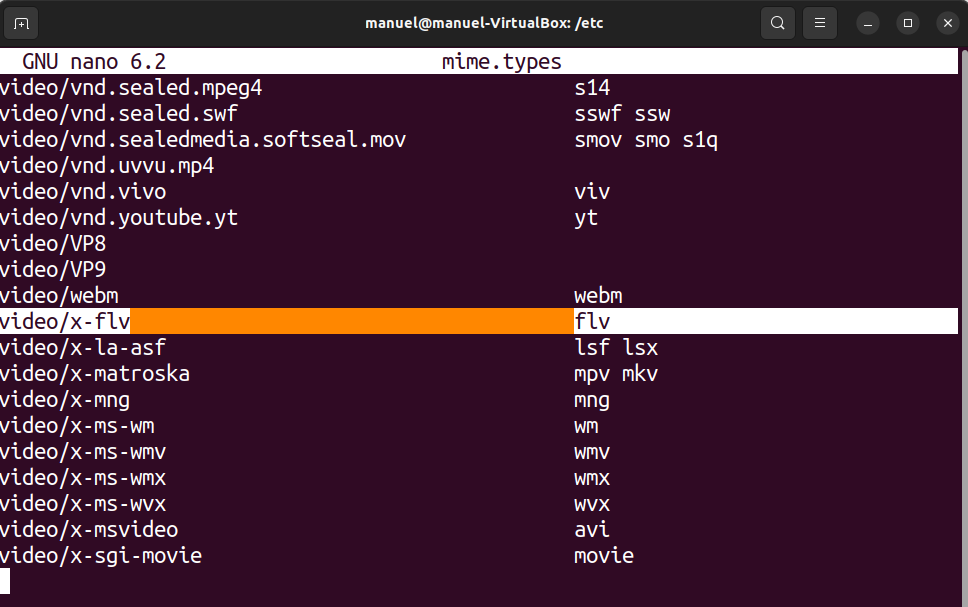 manuel@manuel-VirtualBox: /etc
GNU nano 6.2 mime.types
video/vnd.sealed.mpeg4 s14
video/vnd.sealed.swf sswf ssw
video/vnd.sealedmedia.softseal.mov smov smo s1q
video/vnd.uvvu.mp4
video/vnd.vivo viv
video/vnd.youtube.yt yt
video/VP8
video/VP9
video/webm webm
video/x-flv flv
video/x-la-asf lsf lsx
video/x-matroska mpv mkv
video/x-mng mng
video/x-ms-wm wm
video/x-ms-wmv wmv
video/x-ms-wmx wmx
video/x-ms-wvx wvx
video/x-msvideo avi
video/x-sgi-movie movie